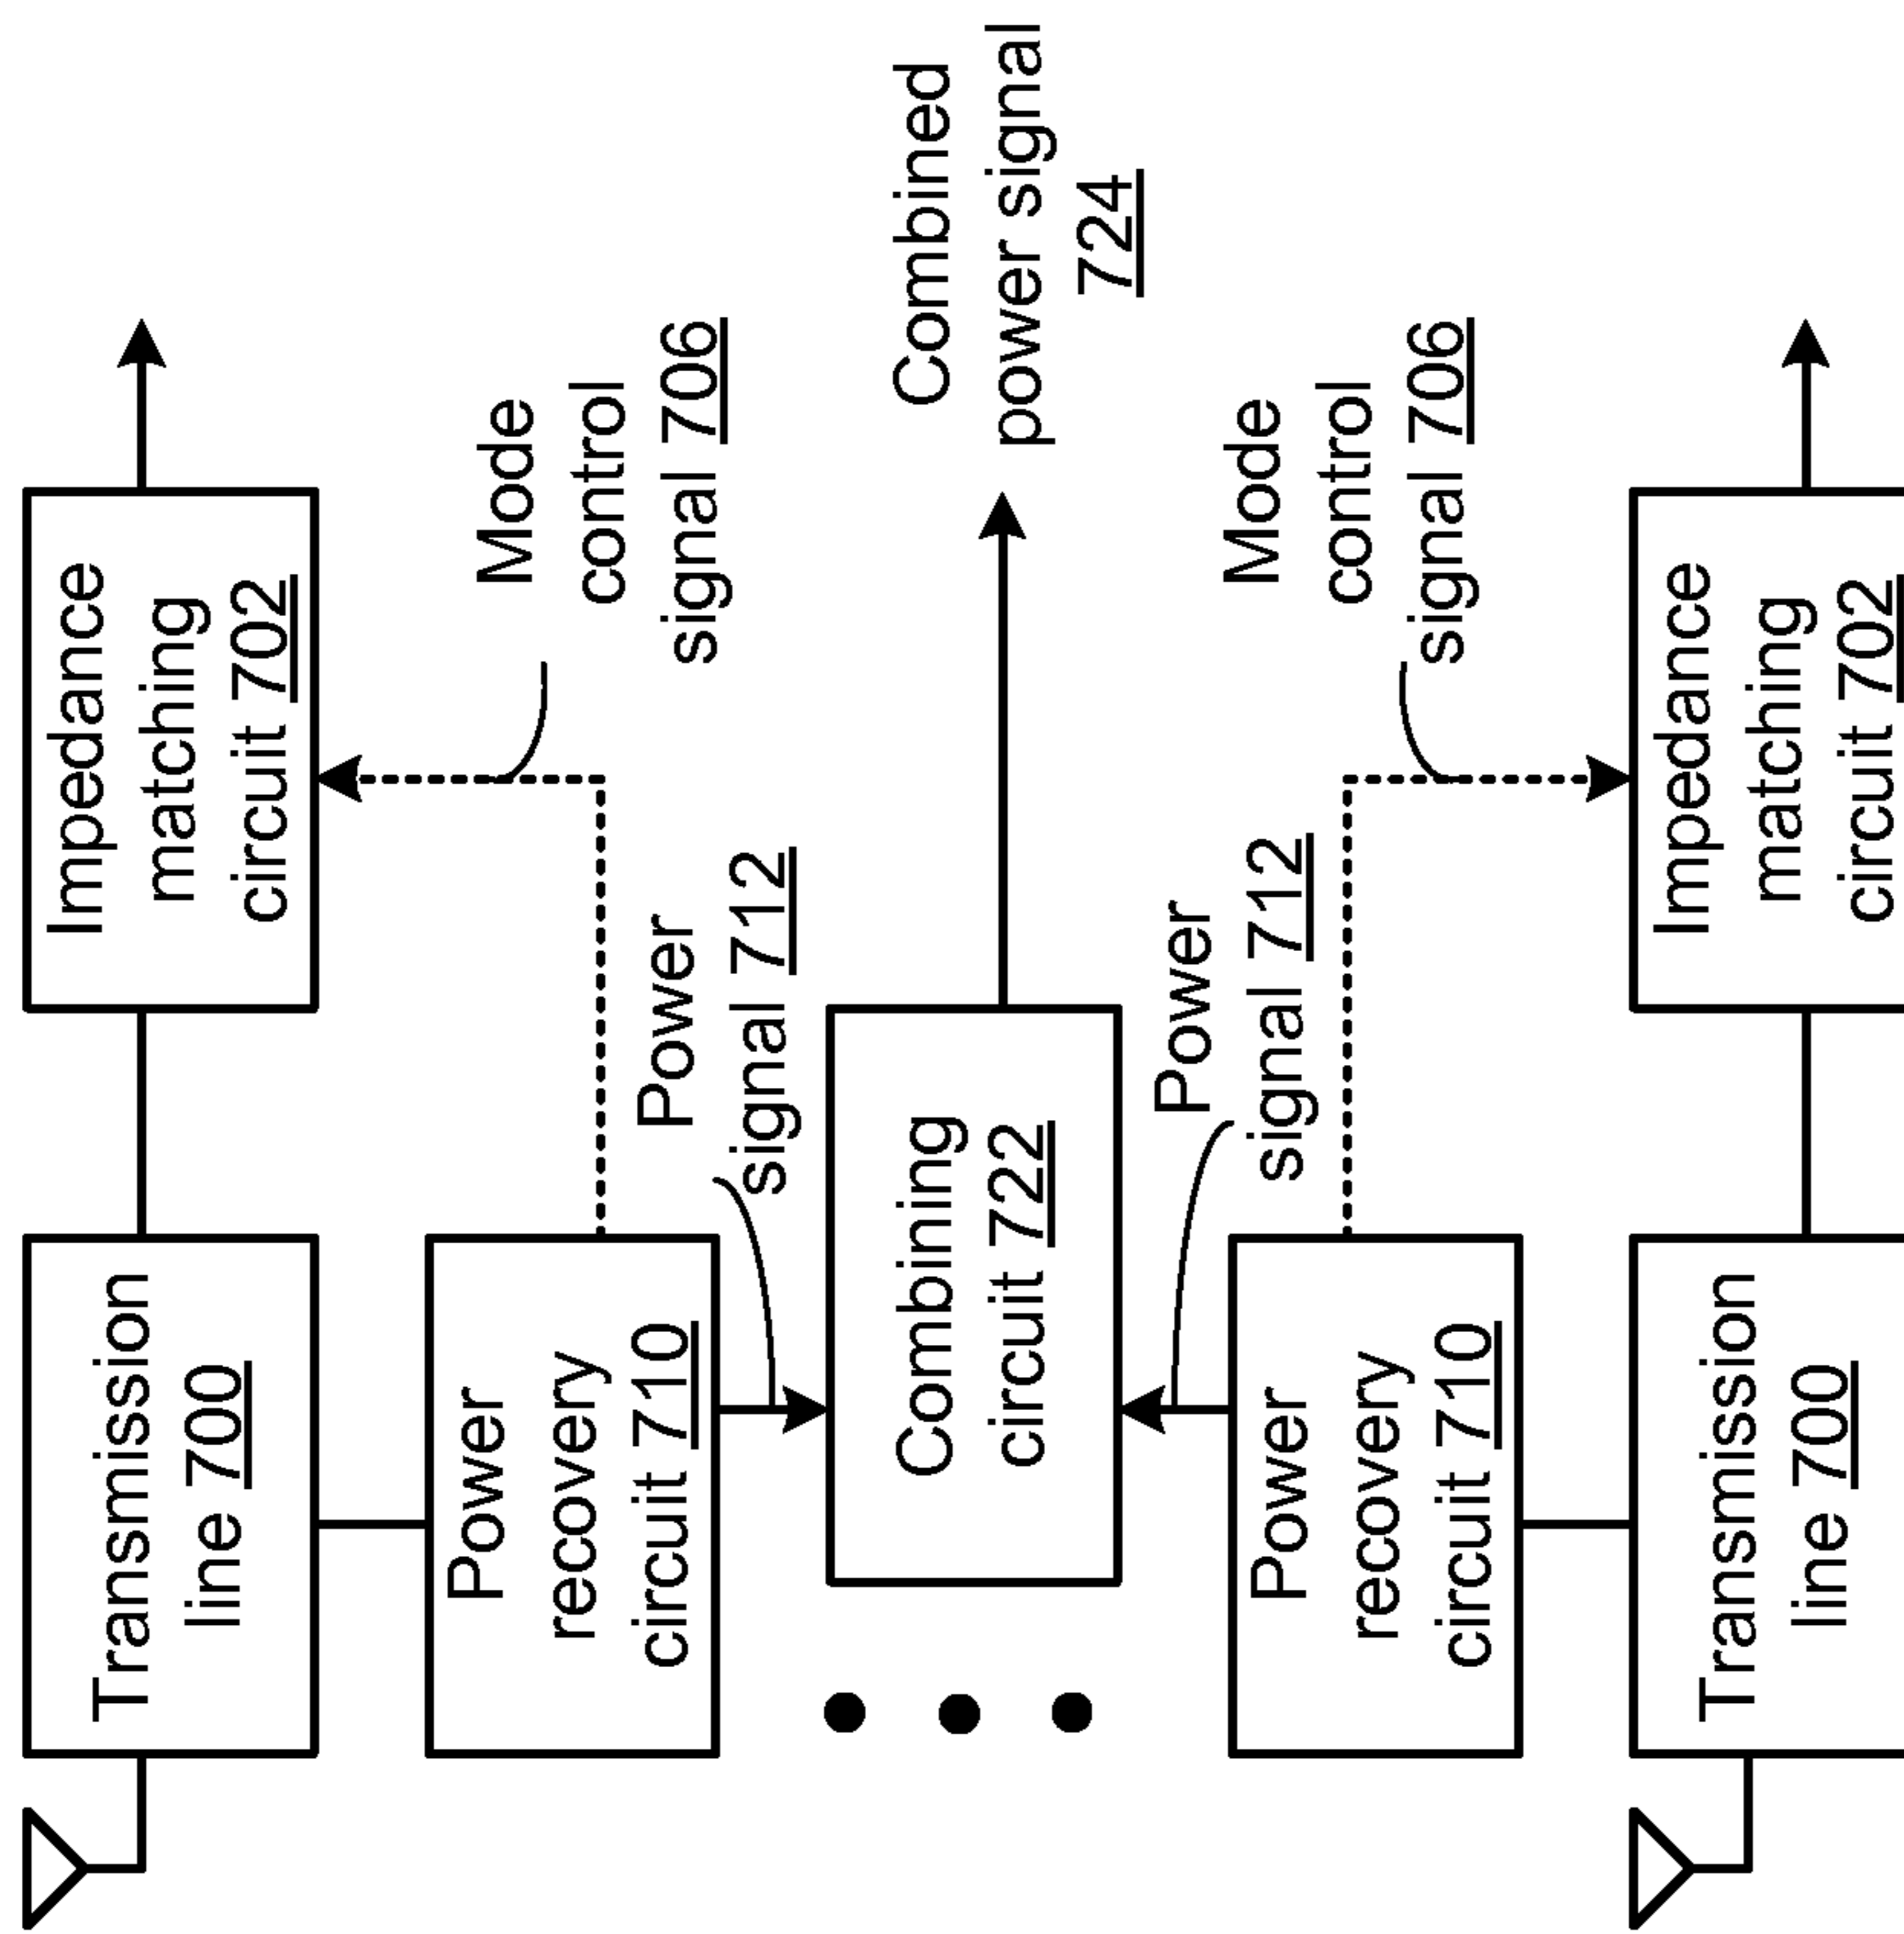 Transmission
line 700
Impedance
matching
circuit 702
Power
recovery
circuit 710
Mode
control
signal 706
Power
signal 712
Combining
circuit 722
Combined
power signal
724
Power
signal 712
Power
recovery
circuit 710
Mode
control
signal 706
Transmission
line 700
Impedance
matching
circuit 702